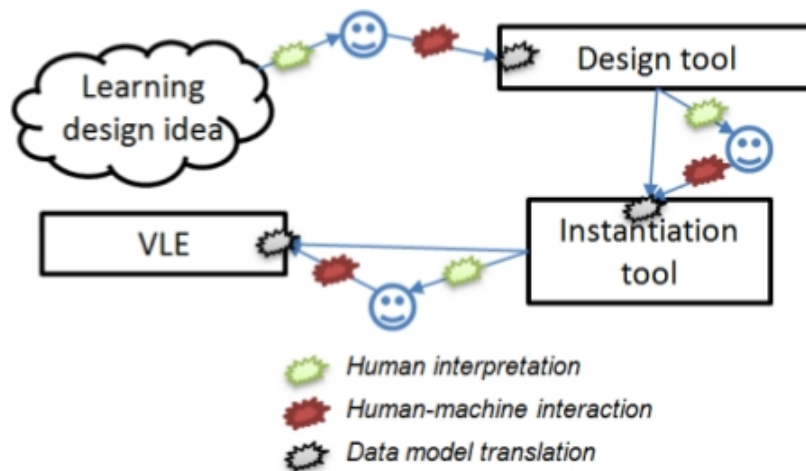 Learning
design idea
Design tool
Instantiation
tool
VLE
Human interpretation
Human-machine interaction
Data model translation